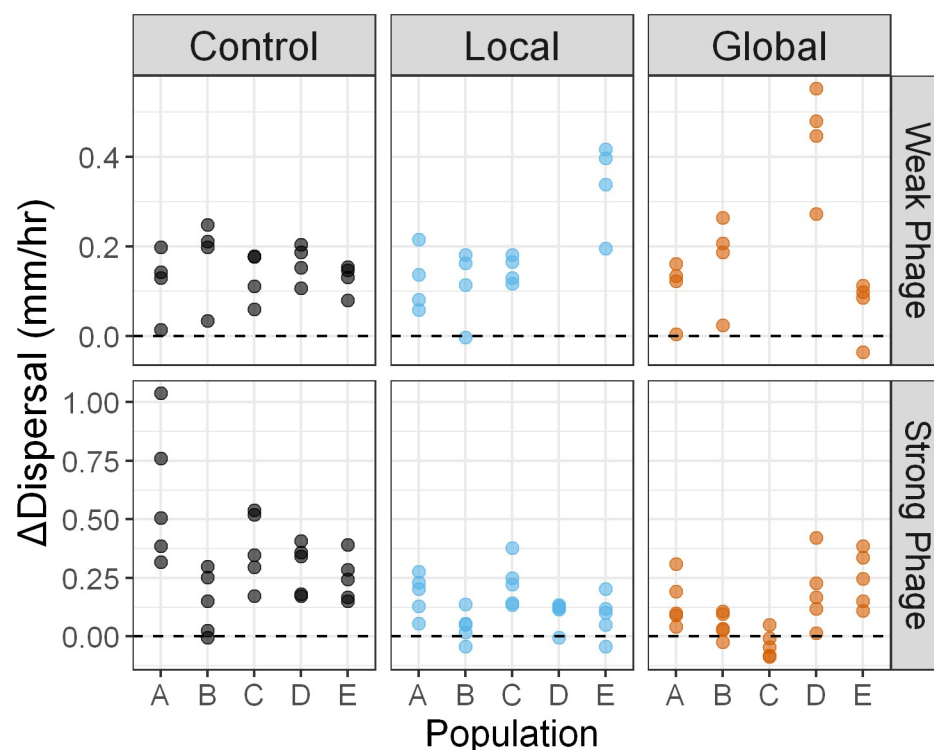 Control Local Global
ΔDispersal (mm/hr)
0.4
0.2
0.0
Weak Phage
1.00
0.75
0.50
0.25
0.00
Strong Phage
A B C D E A B C D E A B C D E
Population